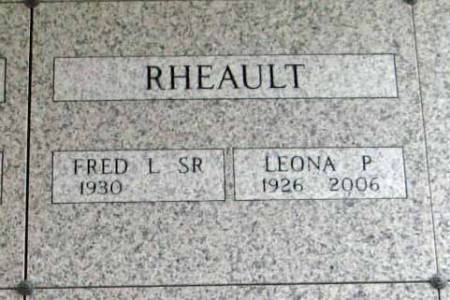 RHEAULT
FRED L SR
1930
LEONA P
1926 2006